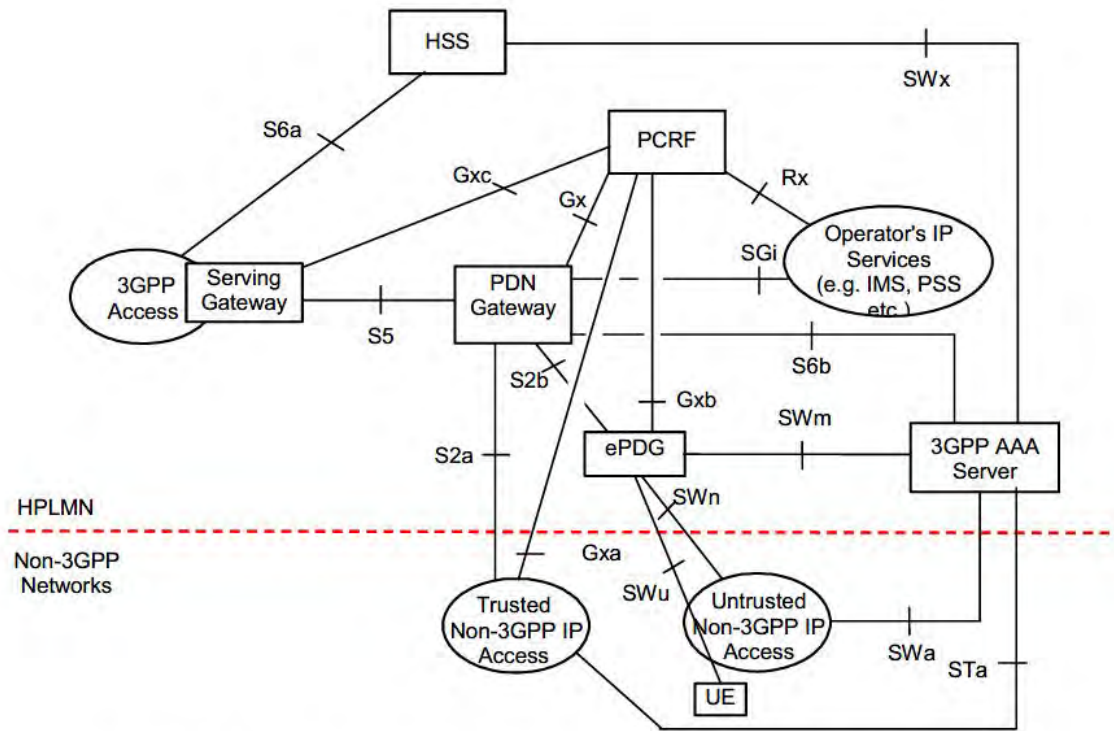 HSS
SWx
S6a
PCRF
Gxc
Gx
Rx
Operator's IP
Services
(e.g. IMS, PSS
etc.)
SGi
3GPP
Access
Serving
Gateway
PDN
Gateway
S5
S2b
S6b
Gxb
SWm
ePDG
3GPP AAA
Server
S2a
SWn
HPLMN
Non-3GPP
Networks
Gxa
SWu
Trusted
Non-3GPP IP
Access
Untrusted
Non-3GPP IP
Access
SWa
STa
UE